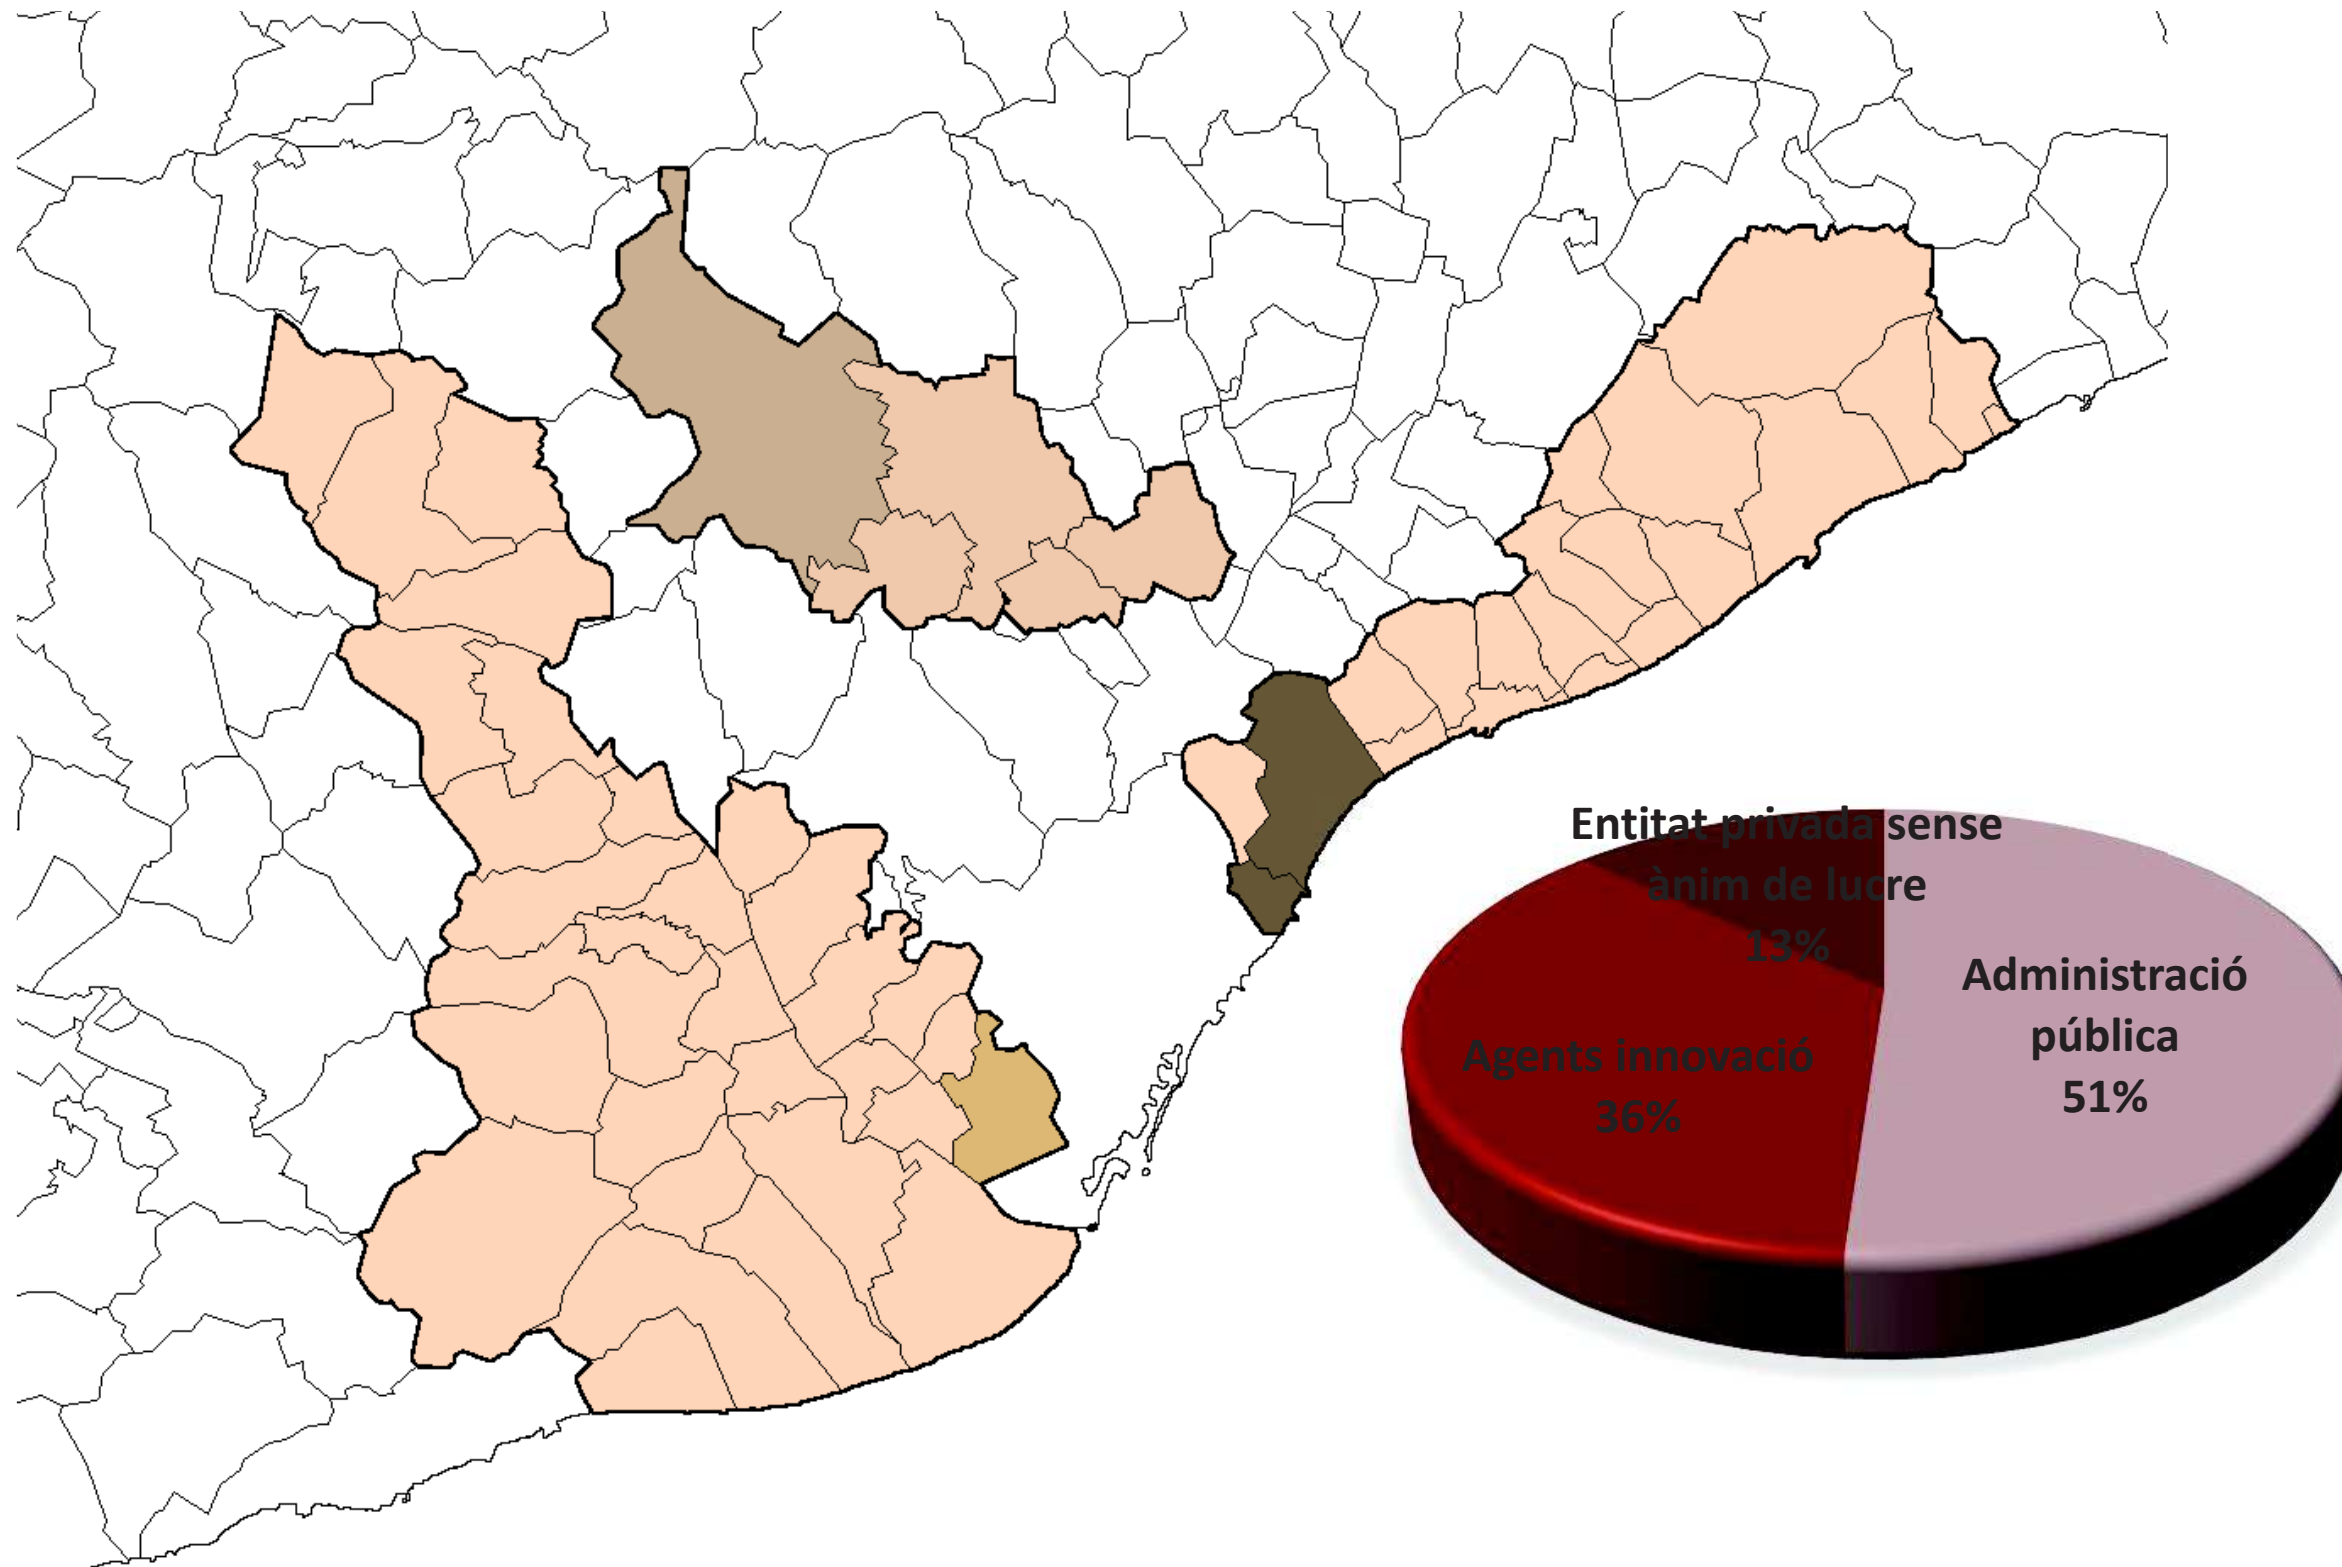 Entitat privada sense
ànim de lucre
13%
Administració
pública
51%
Agents innovació
36%